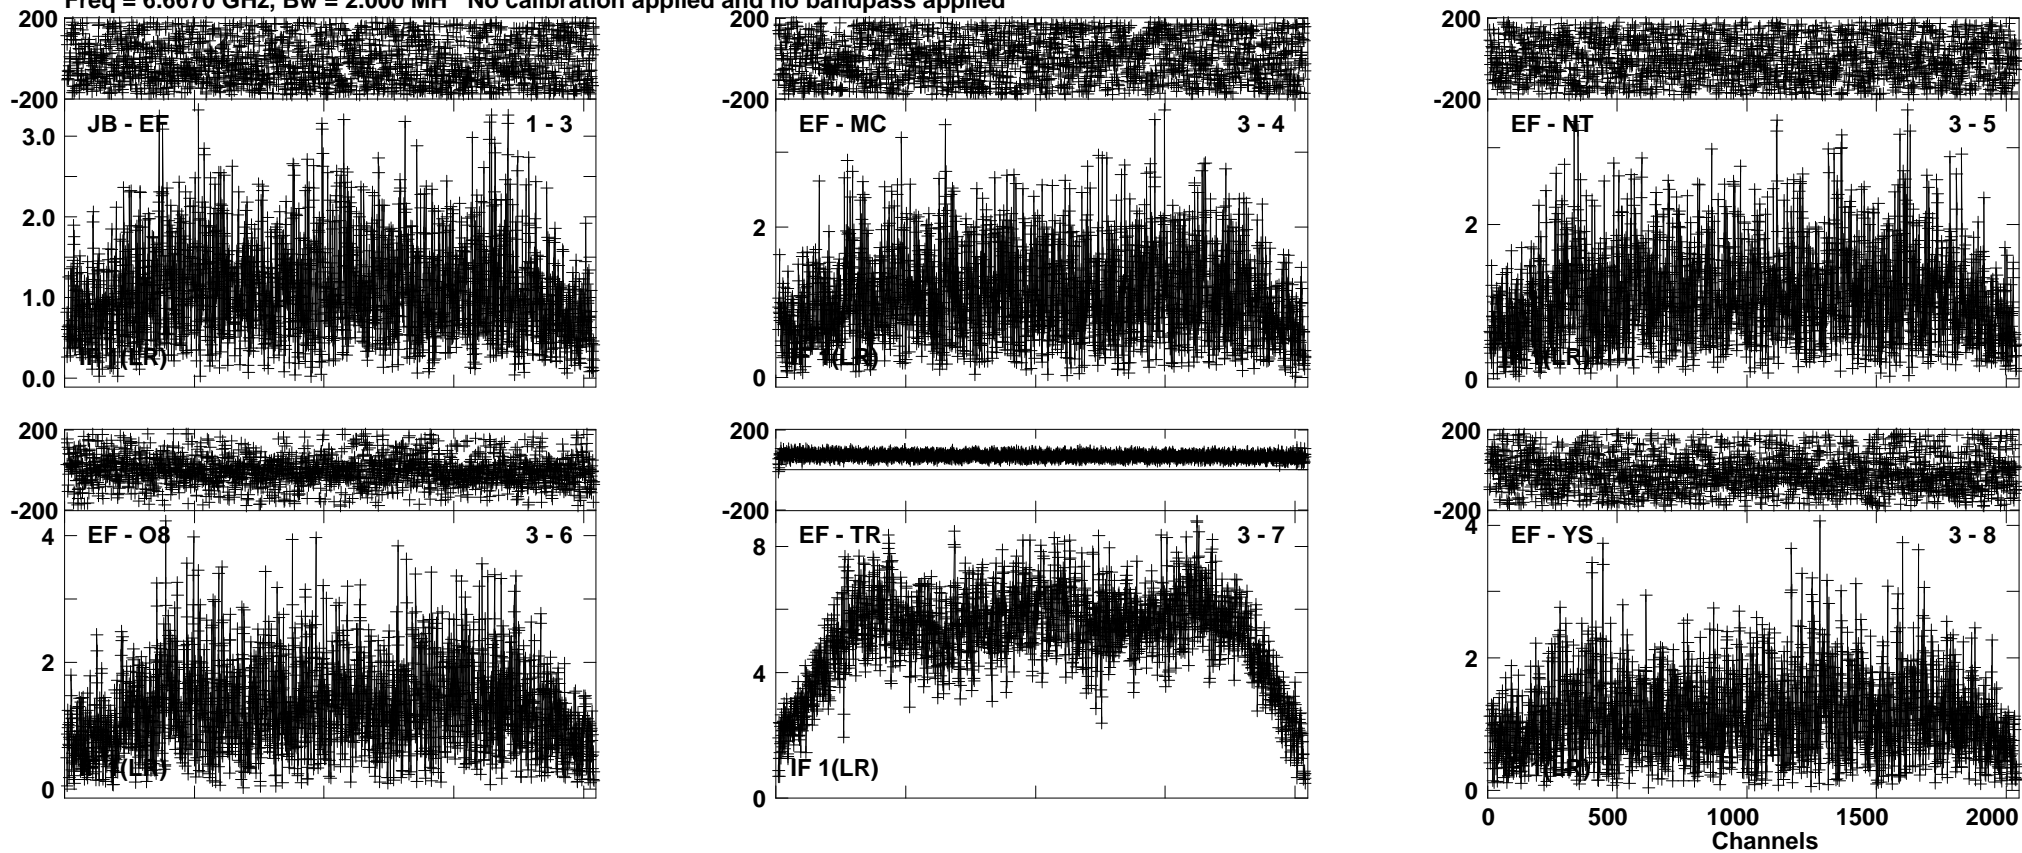 Freq = 6.6670 GHz, Bw = 2.000 MH No calibration applied and no bandpass applied
200
-200
JB - EF
1 - 3
3.0
2.0
1.0
0.0
IF 1(LR)
200
-200
EF - MC
3 - 4
2
0
IF 1(LR)
200
-200
EF - NT
3 - 5
2
0
(LR)
200
-200
EF - O8
3 - 6
4
2
0
(LR)
200
-200
EF - TR
3 - 7
8
4
0
IF 1(LR)
200
-200
EF - YS
3 - 8
4
2
0
0 500 1000 1500 2000
Channels